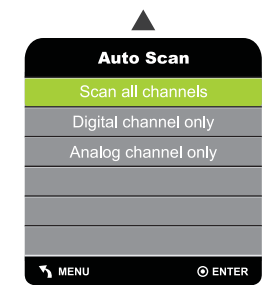 Auto Scan
Scan all channels
Digital channel only
Analog channel only
MENU ENTER